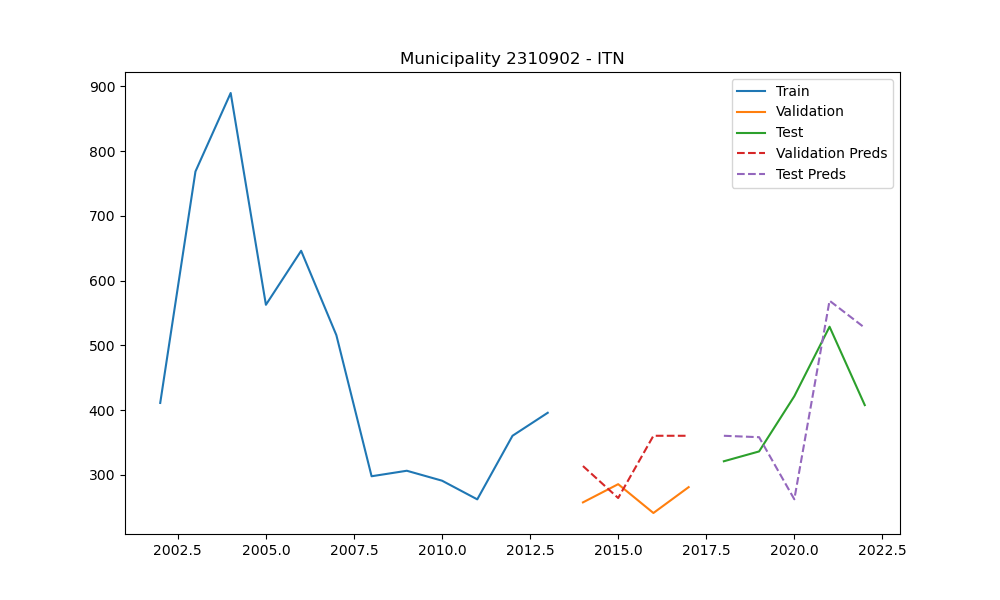 Municipality 2310902 - ITN
900
800
700
600
500
400
300
2002.5 2005.0 2007.5 2010.0 2012.5 2015.0 2017.5 2020.0 2022.5
Train
Validation
Test
Validation Preds
Test Preds